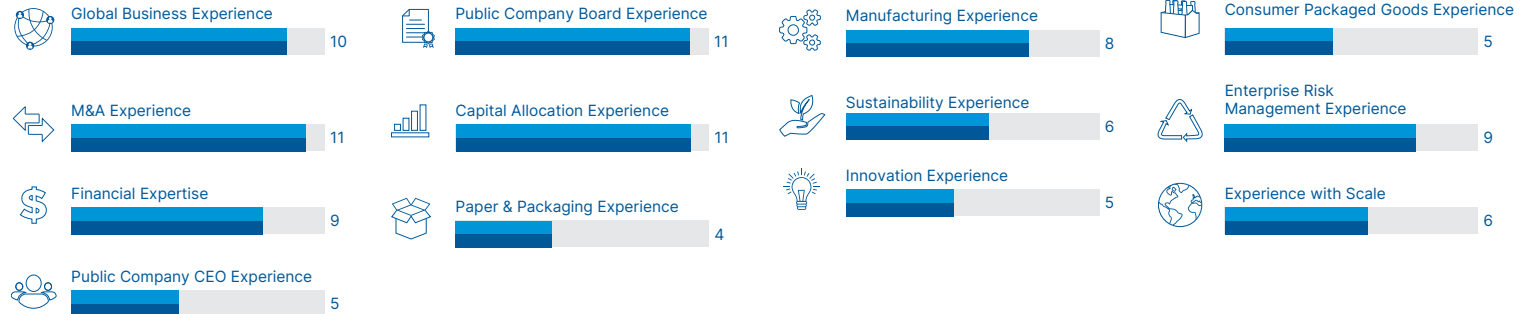 Global Business Experience
10
M&A Experience
11
Financial Expertise
9
Public Company CEO Experience
5
Public Company Board Experience
11
Capital Allocation Experience
11
Paper & Packaging Experience
4
Manufacturing Experience
8
Sustainability Experience
6
Innovation Experience
5
Consumer Packaged Goods Experience
5
Enterprise Risk
Management Experience
9
Experience with Scale
6